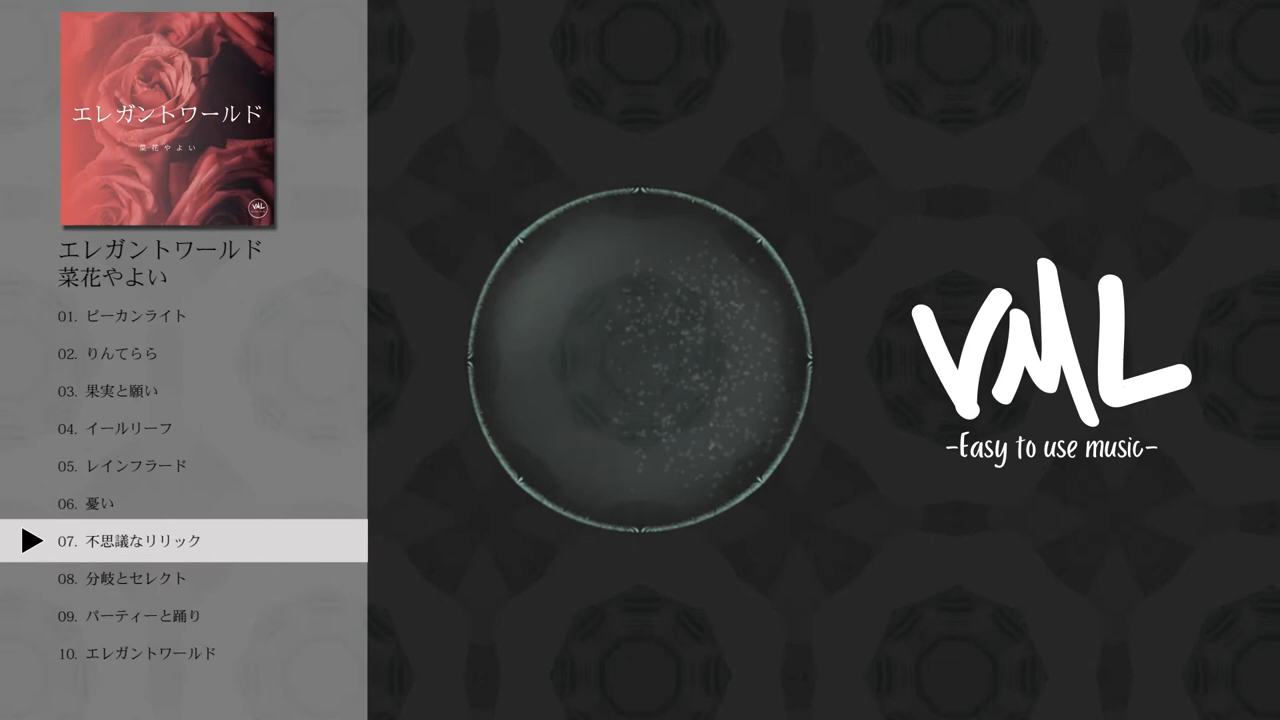 エレガントワールド
菜花やよい
VML
エレガントワールド
菜花やよい
01. ピーカンライト
02. りんてらら
03. 果実と願い
04. イールリーフ
05. レインフラード
06. 憂い
07. 不思議なリリック
08. 分岐とセレクト
09. パーティーと踊り
10. エレガントワールド
VML
-Easy to use music-